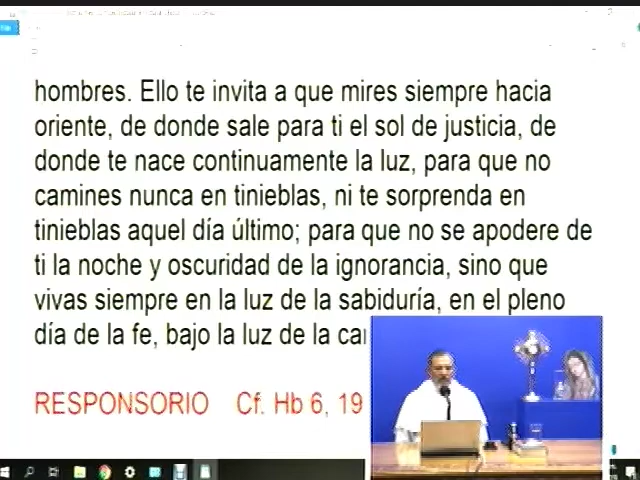 hombres. Ello te invita a que mires siempre hacia
oriente, de donde sale para ti el sol de justicia, de
donde te nace continuamente la luz, para que no
camines nunca en tinieblas, ni te sorprenda en
tinieblas aquel día último; para que no se apodere de
ti la noche y oscuridad de la ignorancia, sino que
vivas siempre en la luz de la sabiduría, en el pleno
día de la fe, bajo la luz de la
RESPONSORIO Cf. Hb 6, 19